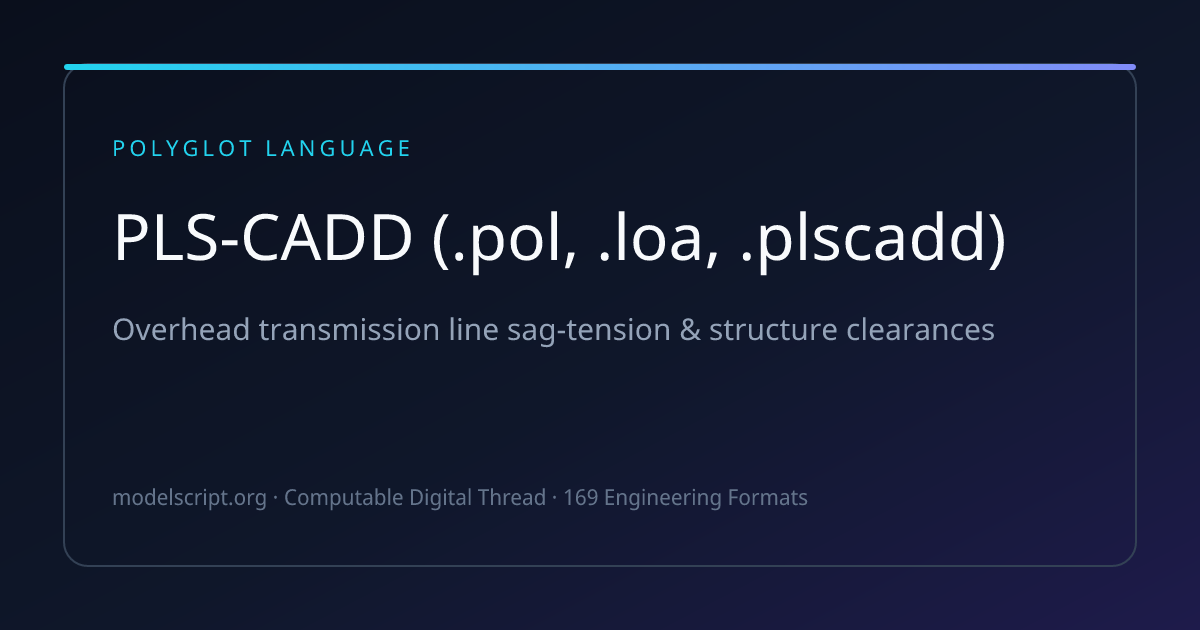 POLYGLOT LANGUAGE
PLS-CADD (.pol, .loa, .plscadd)
Overhead transmission line sag-tension & structure clearances
modelscript.org · Computable Digital Thread · 169 Engineering Formats